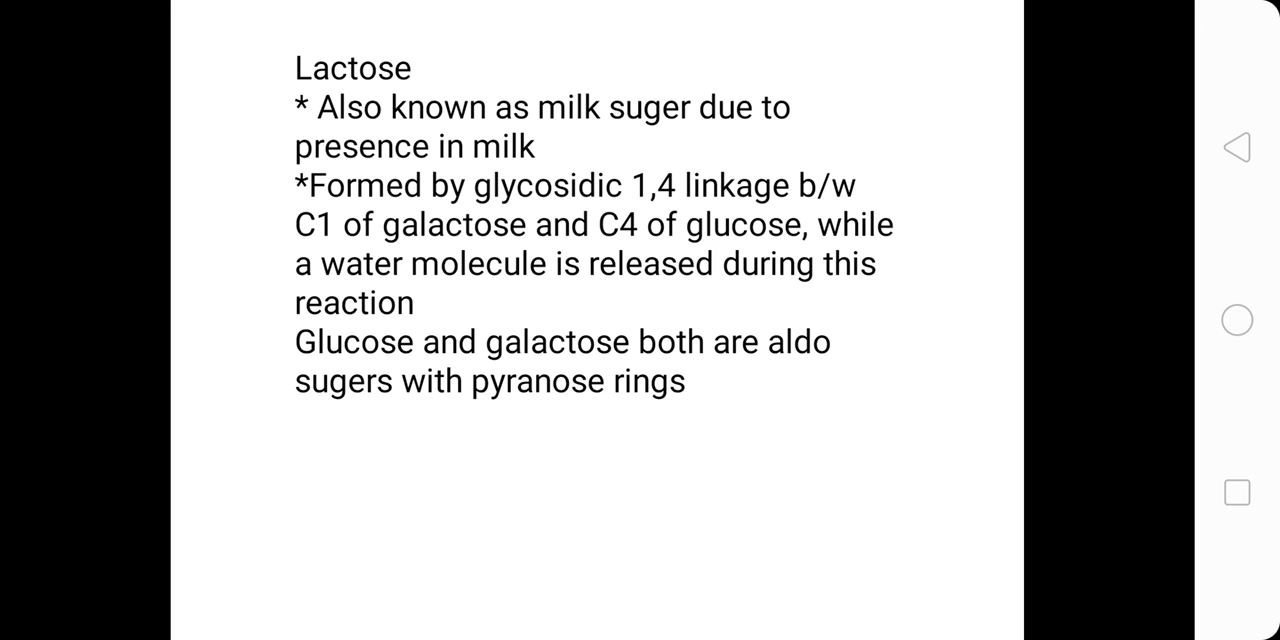 Lactose
* Also known as milk suger due to
presence in milk
*Formed by glycosidic 1,4 linkage b/w
C1 of galactose and C4 of glucose, while
a water molecule is released during this
reaction
Glucose and galactose both are aldo
sugers with pyranose rings